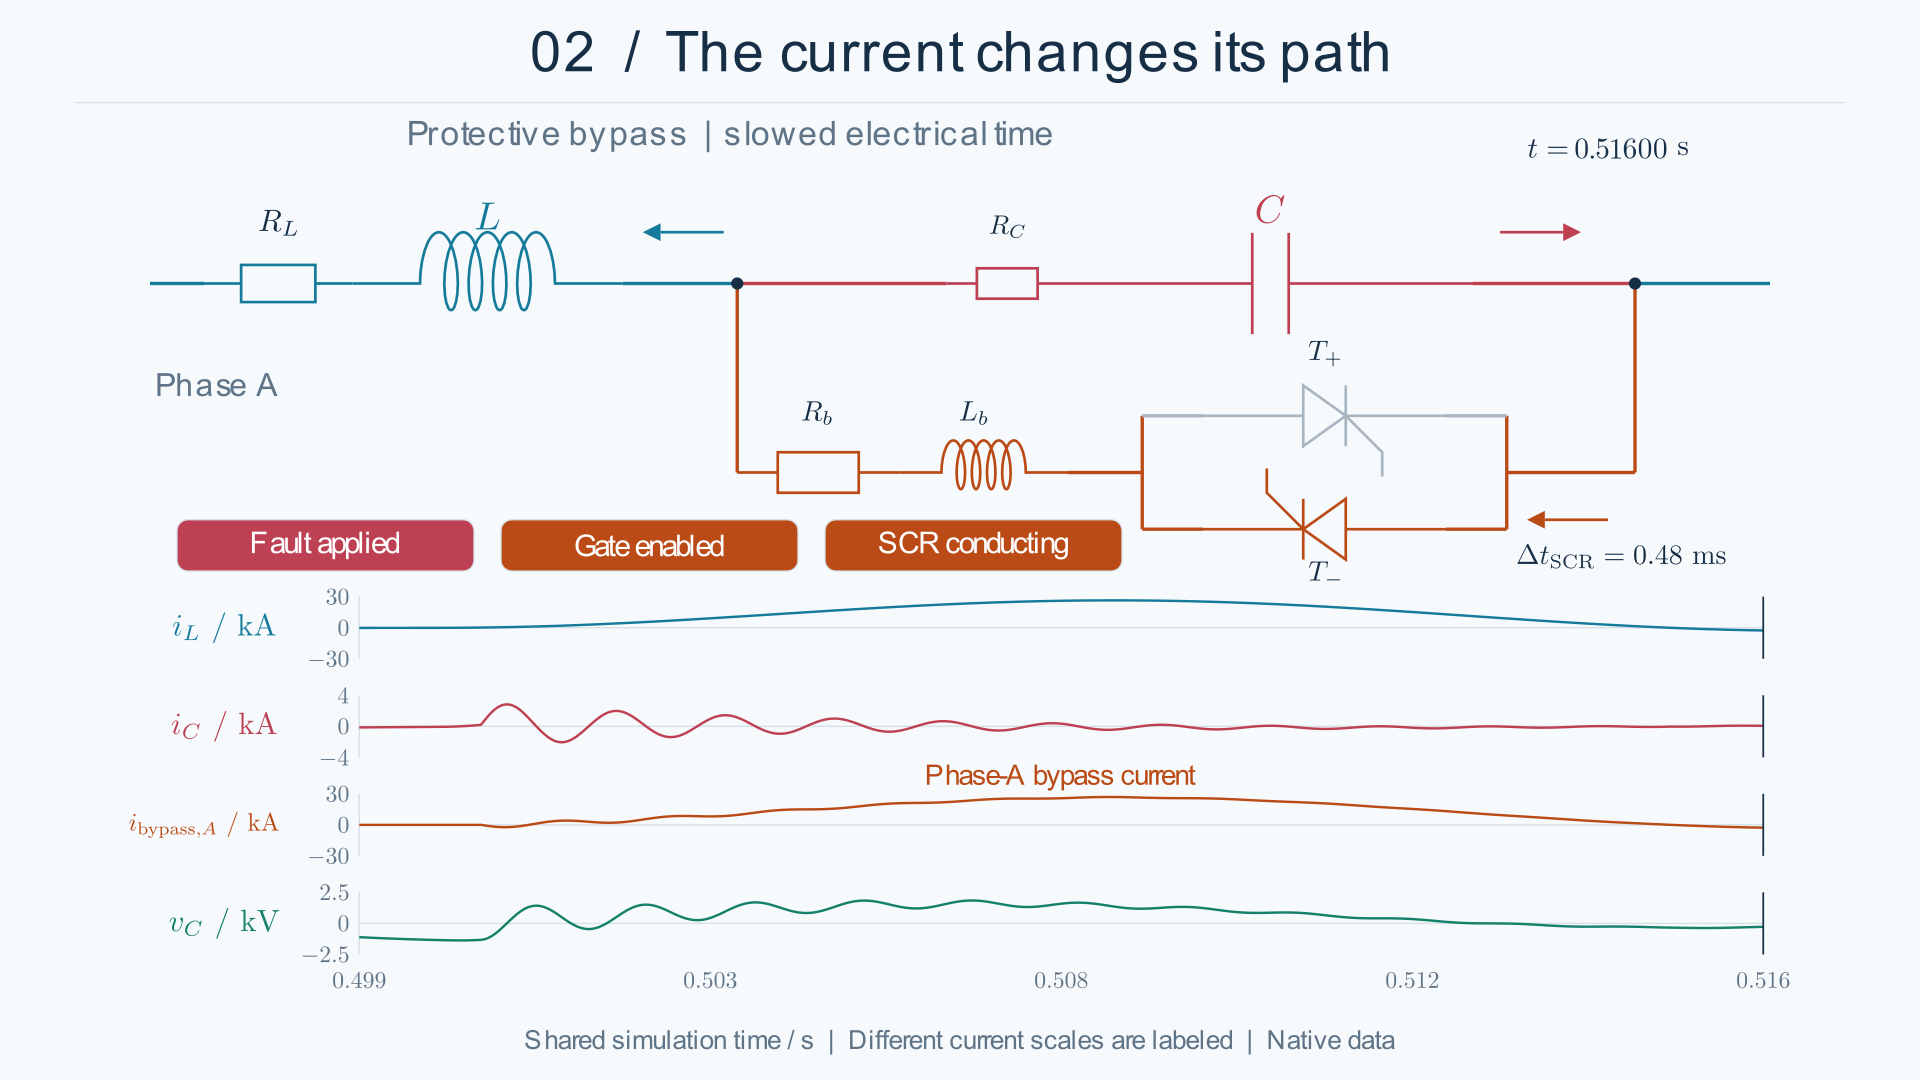 02 / The current changes its path
Protective bypass | slowed electrical time
t = 0.51600 s
R_L
L
R_C
C
T_+
Phase A
R_b
L_b
Fault applied
Gate enabled
SCR conducting
T_−
Δt_SCR = 0.48 ms
i_L / kA
30
0
−30
i_C / kA
4
0
−4
Phase-A bypass current
i_bypass,A / kA
30
0
−30
v_C / kV
2.5
0
−2.5
0.499 0.503 0.508 0.512 0.516
Shared simulation time / s | Different current scales are labeled | Native data